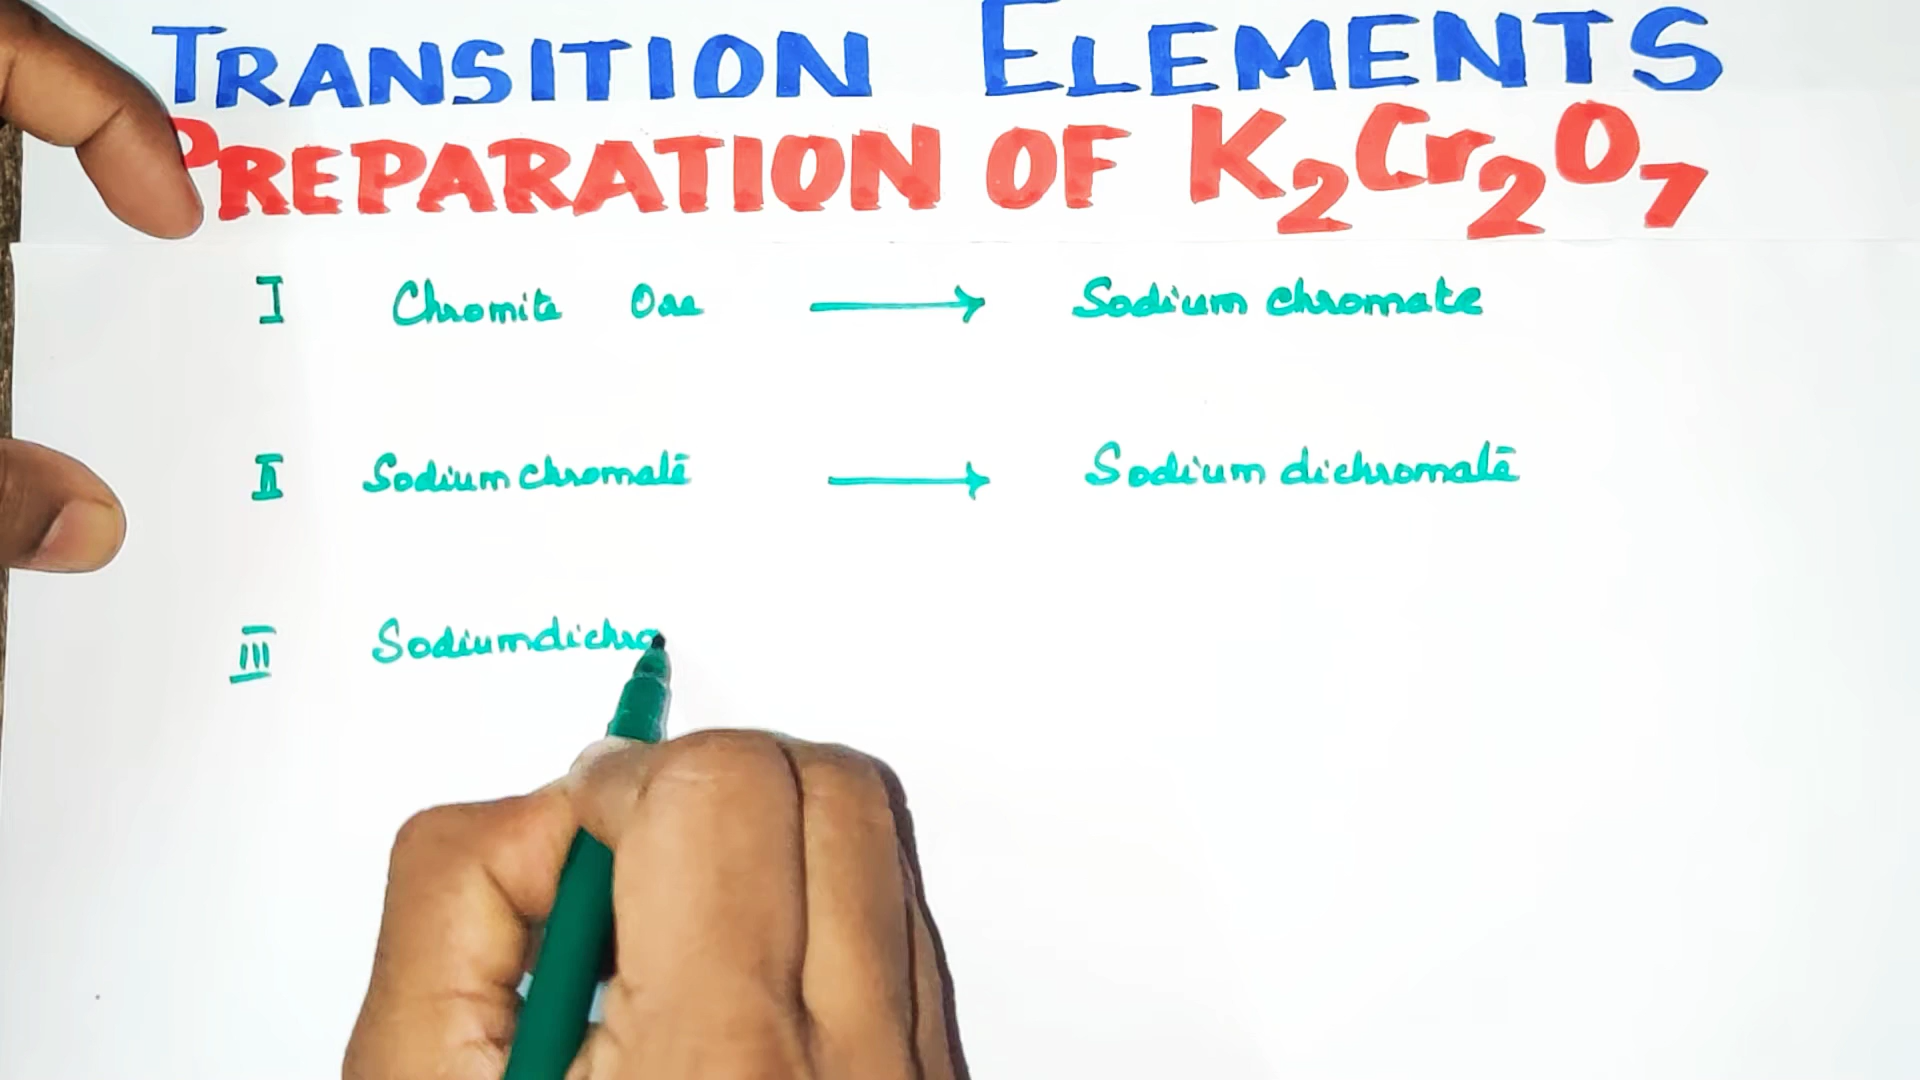 TRANSITION ELEMENTS
PREPARATION OF K₂Cr₂O₇
I Chromite Ore → Sodium chromate
II Sodium chromate → Sodium dichromate
III Sodiumdichro